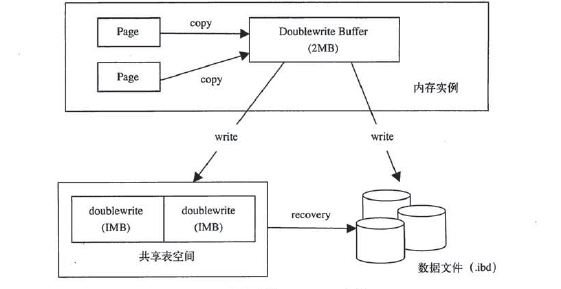 Page
copy
Doublewrite Buffer
(2MB)
Page
copy
内存实例
write
write
doublewrite
(IMB)
doublewrite
(IMB)
recovery
共享表空间
数据文件（.ibd）